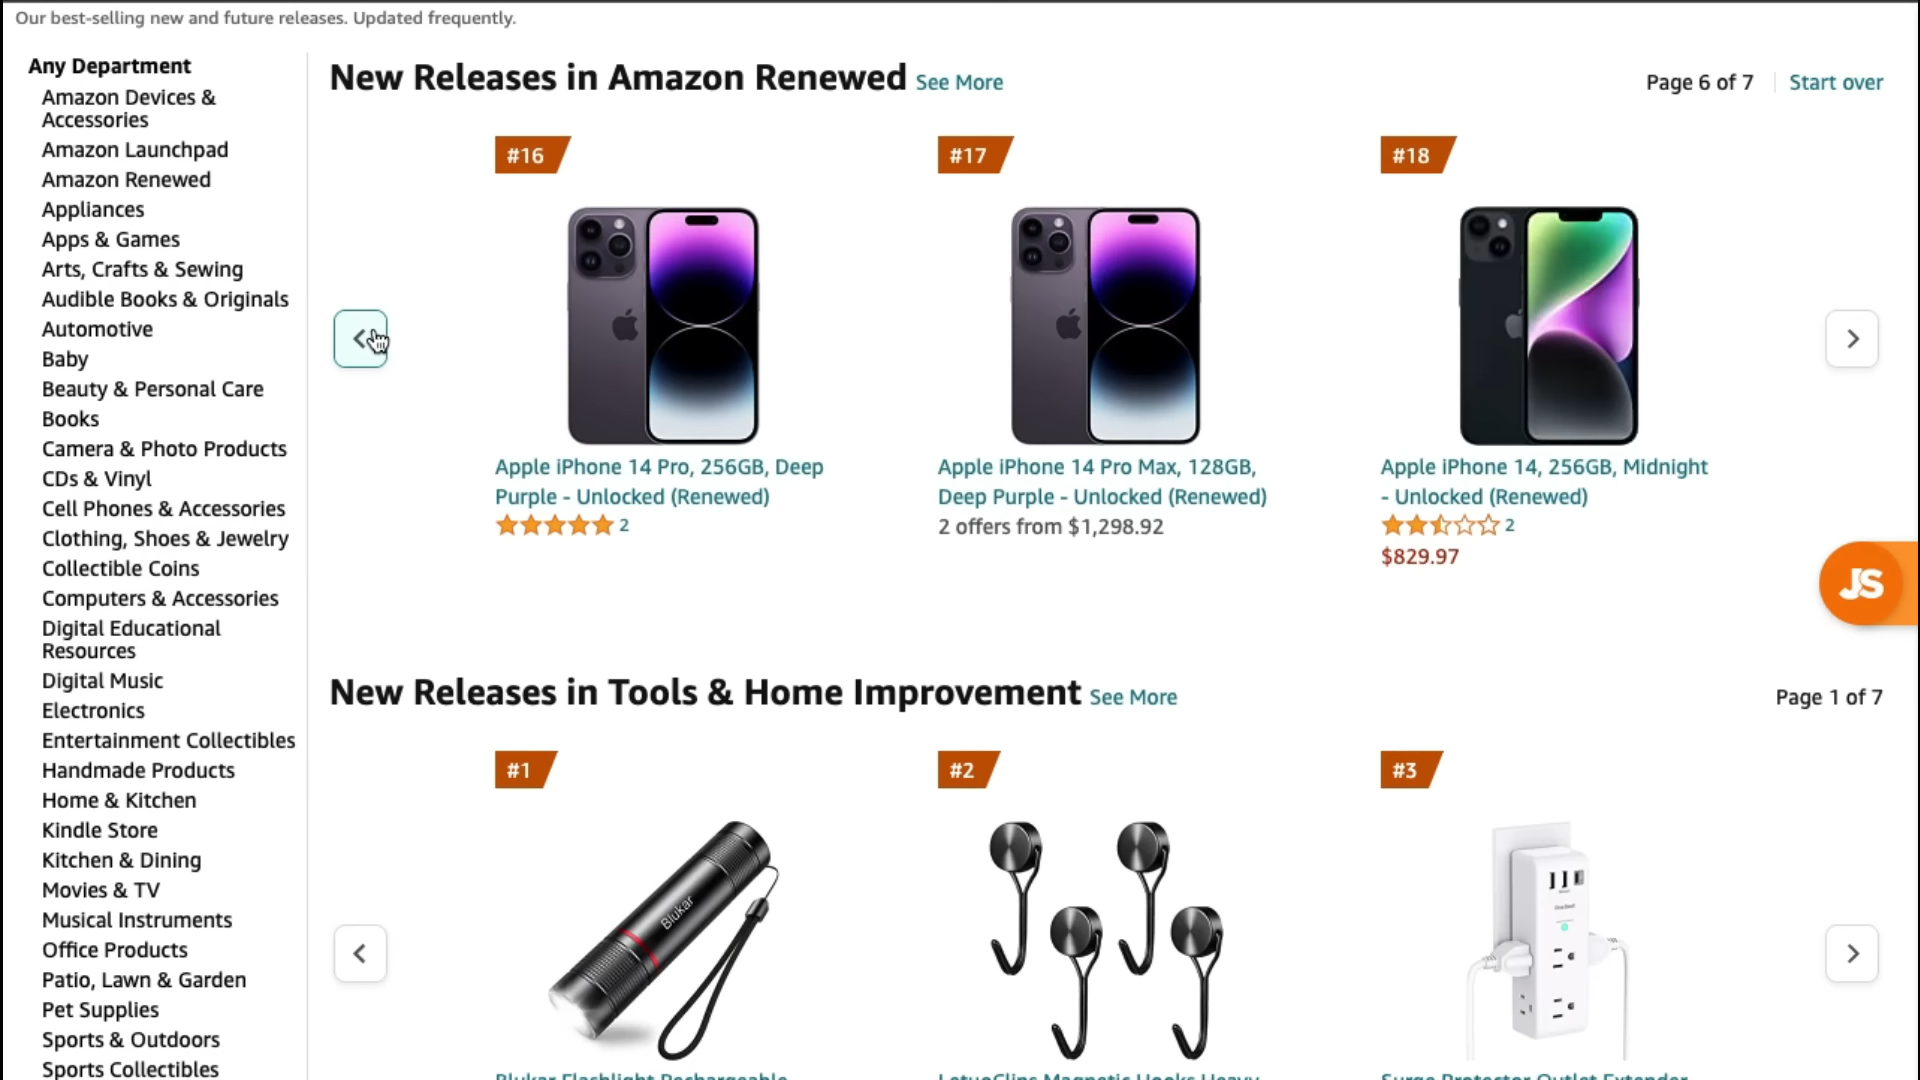 Our best-selling new and future releases. Updated frequently.
Any Department
Amazon Devices &
Accessories
Amazon Launchpad
Amazon Renewed
Appliances
Apps & Games
Arts, Crafts & Sewing
Audible Books & Originals
Automotive
Baby
Beauty & Personal Care
Books
Camera & Photo Products
CDs & Vinyl
Cell Phones & Accessories
Clothing, Shoes & Jewelry
Collectible Coins
Computers & Accessories
Digital Educational
Resources
Digital Music
Electronics
Entertainment Collectibles
Handmade Products
Home & Kitchen
Kindle Store
Kitchen & Dining
Movies & TV
Musical Instruments
Office Products
Patio, Lawn & Garden
Pet Supplies
Sports & Outdoors
Sports Collectibles
New Releases in Amazon Renewed See More
Page 6 of 7 Start over
#16
Apple iPhone 14 Pro, 256GB, Deep
Purple - Unlocked (Renewed)
2
#17
Apple iPhone 14 Pro Max, 128GB,
Deep Purple - Unlocked (Renewed)
2 offers from $1,298.92
#18
Apple iPhone 14, 256GB, Midnight
- Unlocked (Renewed)
2
$829.97
JS
New Releases in Tools & Home Improvement See More
Page 1 of 7
#1
Blukar
Blukar Flashlight Rechargeable
#2
LotusClips Magnetic Hooks Heavy
#3
Surge Protector Outlet Extender